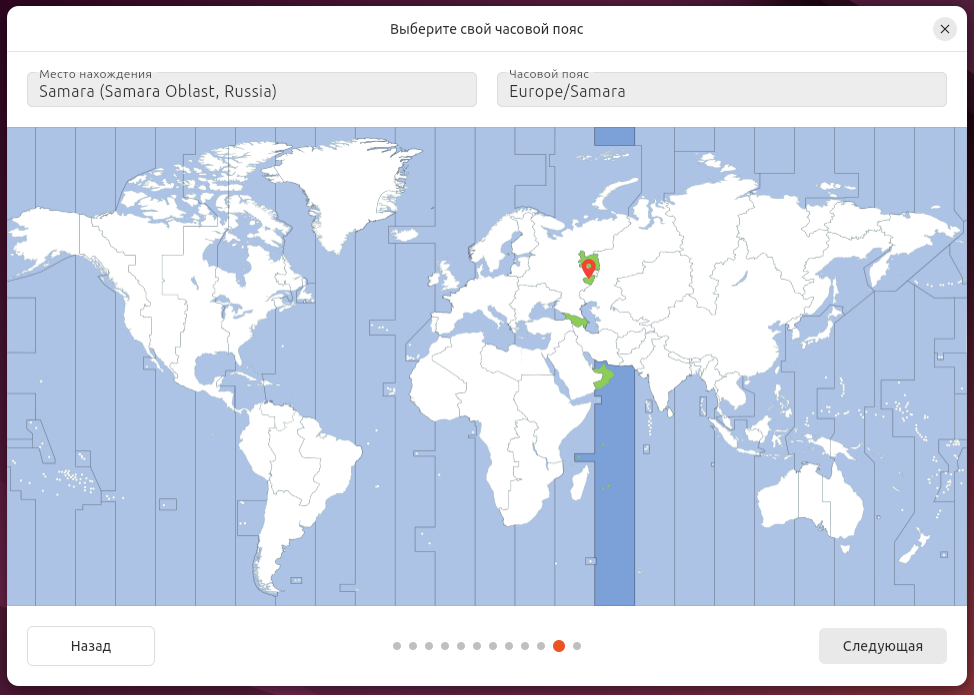 Выберите свой часовой пояс
Место нахождения
Samara (Samara Oblast, Russia)
Часовой пояс
Europe/Samara
Назад
Следующая